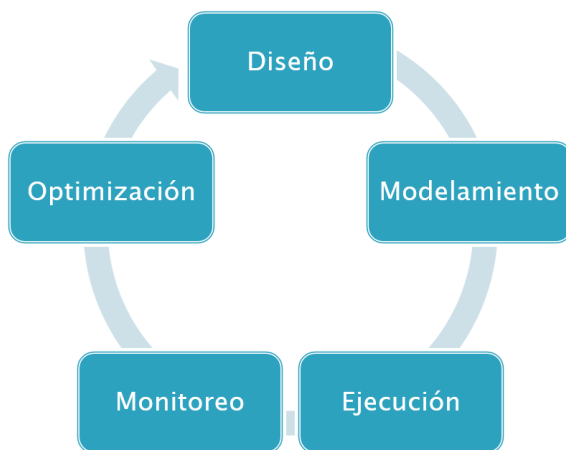 Diseño
Modelamiento
Ejecución
Monitoreo
Optimización